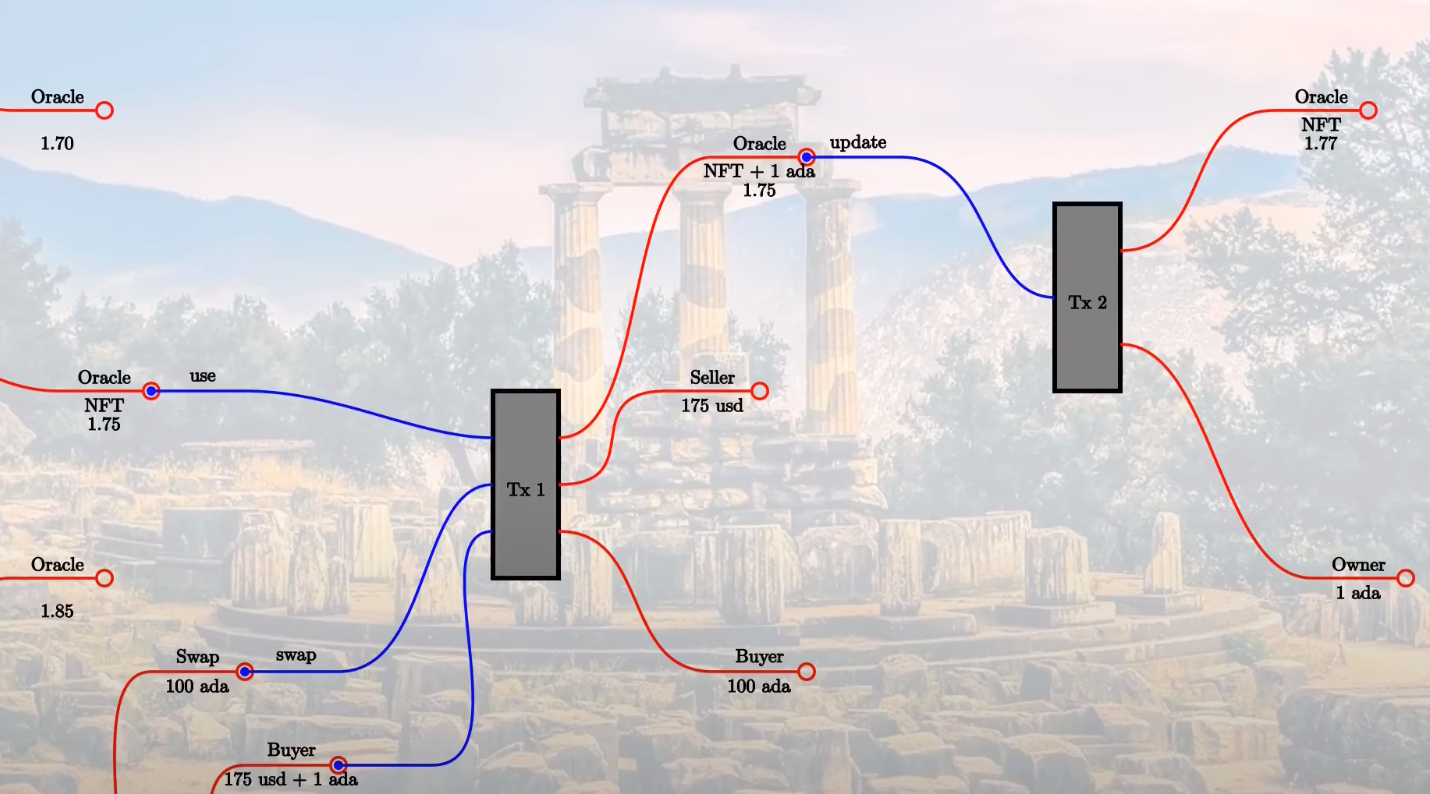 Oracle
1.70
Oracle
NFT
1.75
use
Oracle
1.85
Swap
100 ada
swap
Buyer
175 usd + 1 ada
Tx 1
Oracle
NFT + 1 ada
1.75
update
Seller
175 usd
Buyer
100 ada
Tx 2
Oracle
NFT
1.77
Owner
1 ada